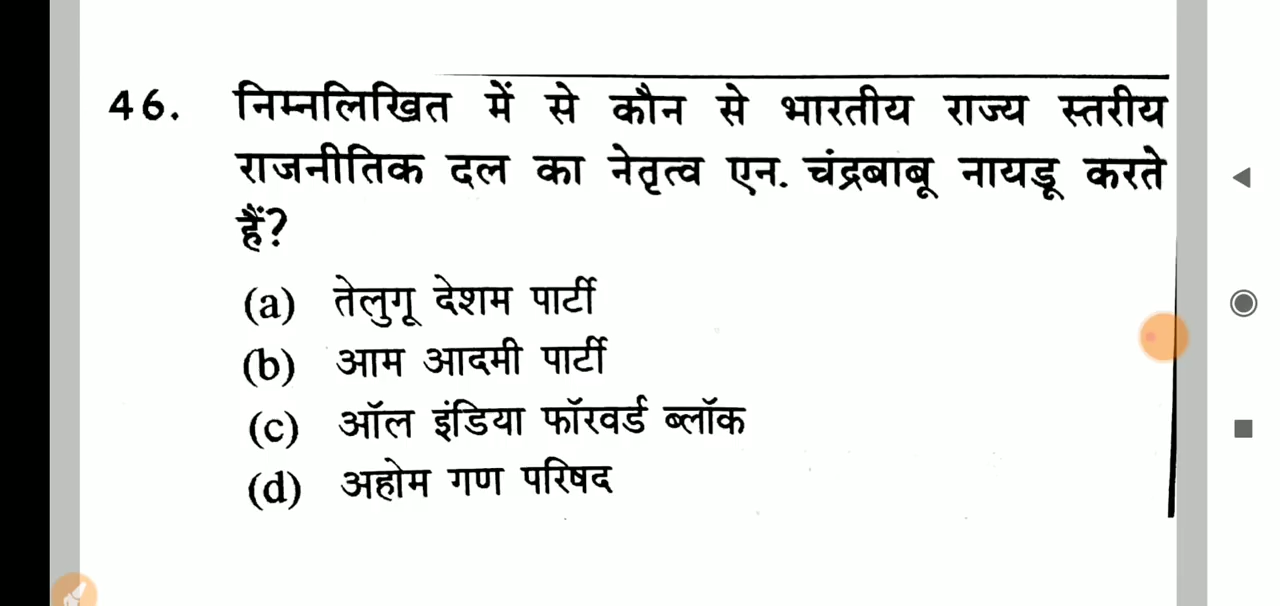 46. निम्नलिखित में से कौन से भारतीय राज्य स्तरीय
राजनीतिक दल का नेतृत्व एन. चंद्रबाबू नायडू करते
हैं?
(a) तेलुगू देशम पार्टी
(b) आम आदमी पार्टी
(c) ऑल इंडिया फॉरवर्ड ब्लॉक
(d) अहोम गण परिषद